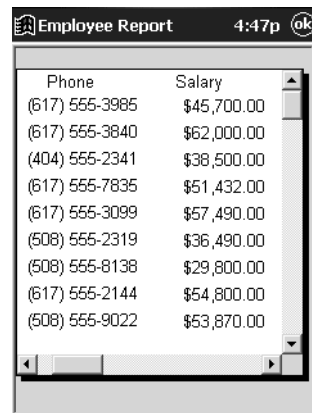 Employee Report 4:47p ok
Phone Salary
(617) 555-3985 $45,700.00
(617) 555-3840 $62,000.00
(404) 555-2341 $38,500.00
(617) 555-7835 $51,432.00
(617) 555-3099 $57,490.00
(508) 555-2319 $36,490.00
(508) 555-8138 $29,800.00
(617) 555-2144 $54,800.00
(508) 555-9022 $53,870.00